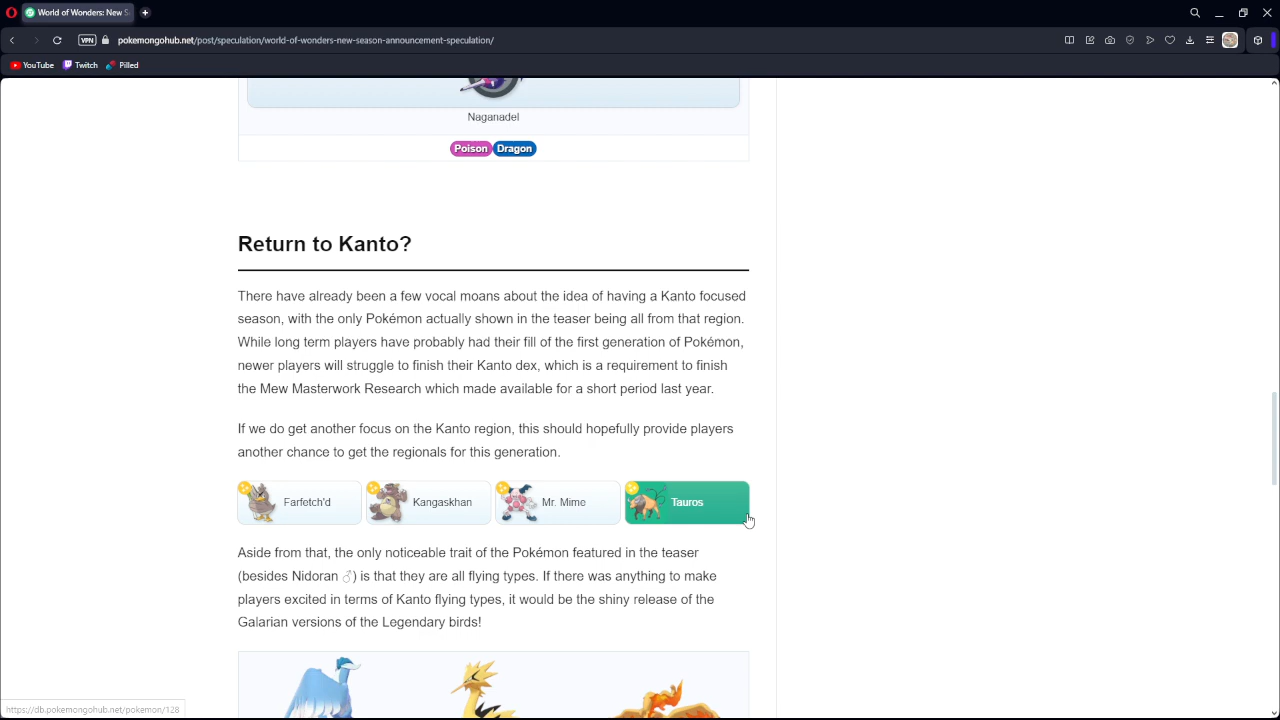 World of Wonders: New S
pokemongohub.net/post/speculation/world-of-wonders-new-season-announcement-speculation/
VPN
YouTube Twitch Pilled
Naganadel
Poison Dragon
Return to Kanto?
There have already been a few vocal moans about the idea of having a Kanto focused
season, with the only Pokémon actually shown in the teaser being all from that region.
While long term players have probably had their fill of the first generation of Pokémon,
newer players will struggle to finish their Kanto dex, which is a requirement to finish
the Mew Masterwork Research which made available for a short period last year.
If we do get another focus on the Kanto region, this should hopefully provide players
another chance to get the regionals for this generation.
Farfetch'd Kangaskhan Mr. Mime Tauros
Aside from that, the only noticeable trait of the Pokémon featured in the teaser
(besides Nidoran ♂) is that they are all flying types. If there was anything to make
players excited in terms of Kanto flying types, it would be the shiny release of the
Galarian versions of the Legendary birds!
https://db.pokemongohub.net/pokemon/128